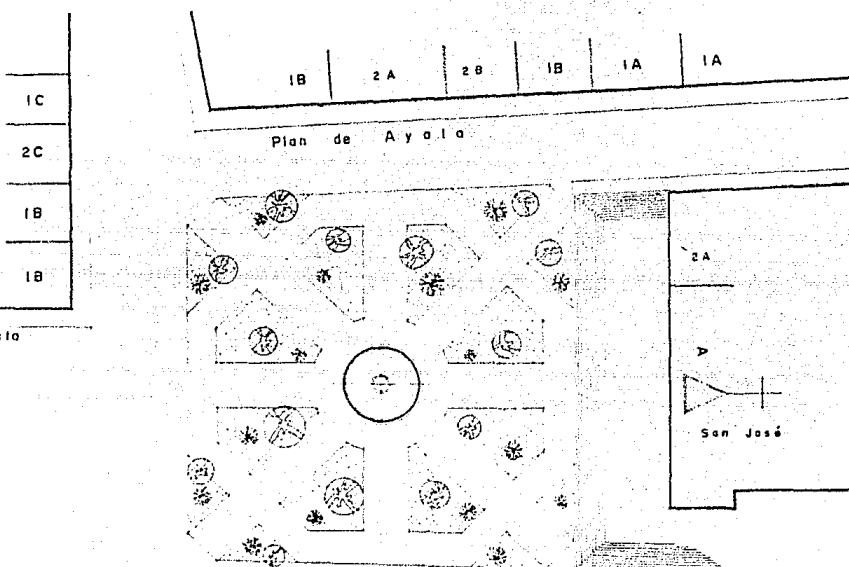 1B 2A 2B 1B 1A 1A
1C
2C
1B
1B
Plan de Ayala
2A
A
San José